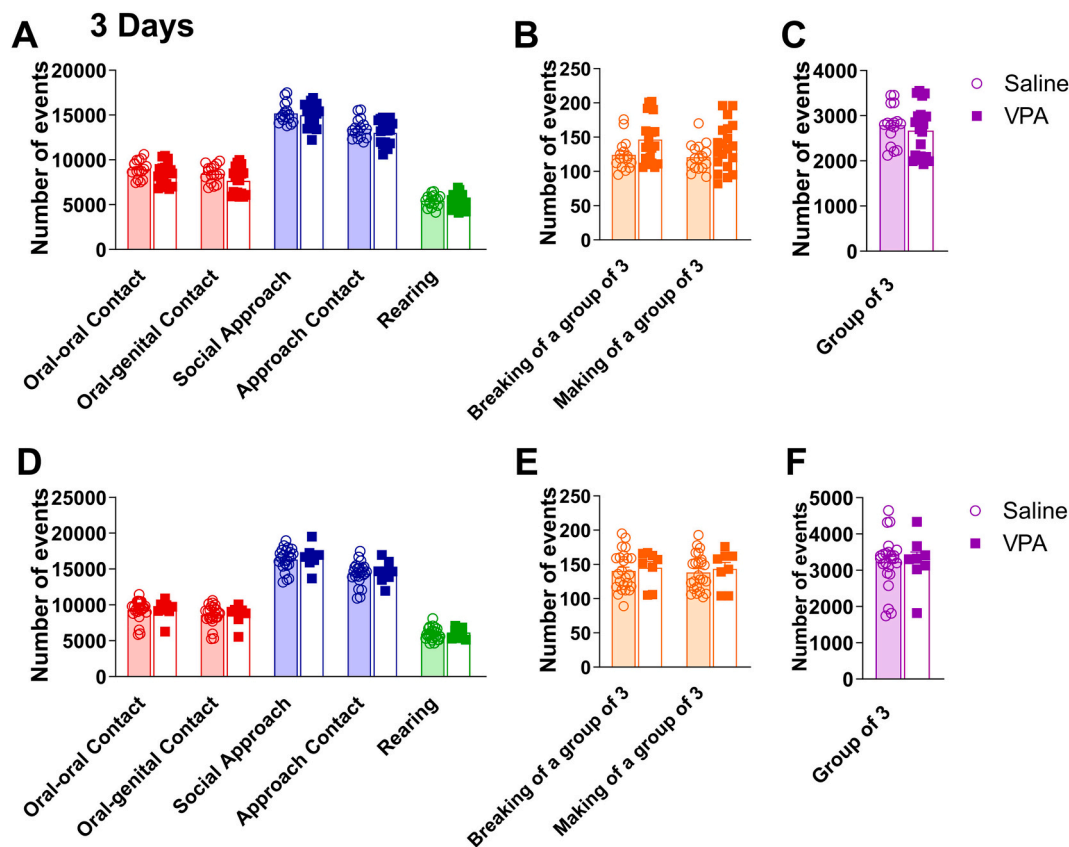 A
3 Days
Number of events
20000
15000
10000
5000
0
Oral-oral Contact
Oral-genital Contact
Social Approach
Approach Contact
Rearing
B
Number of events
250
200
150
100
50
0
Breaking of a group of 3
Making of a group of 3
C
Number of events
4000
3000
2000
1000
0
Group of 3
Saline
VPA
D
Number of events
25000
20000
15000
10000
5000
0
Oral-oral Contact
Oral-genital Contact
Social Approach
Approach Contact
Rearing
E
Number of events
250
200
150
100
50
0
Breaking of a group of 3
Making of a group of 3
F
Number of events
5000
4000
3000
2000
1000
0
Group of 3
Saline
VPA